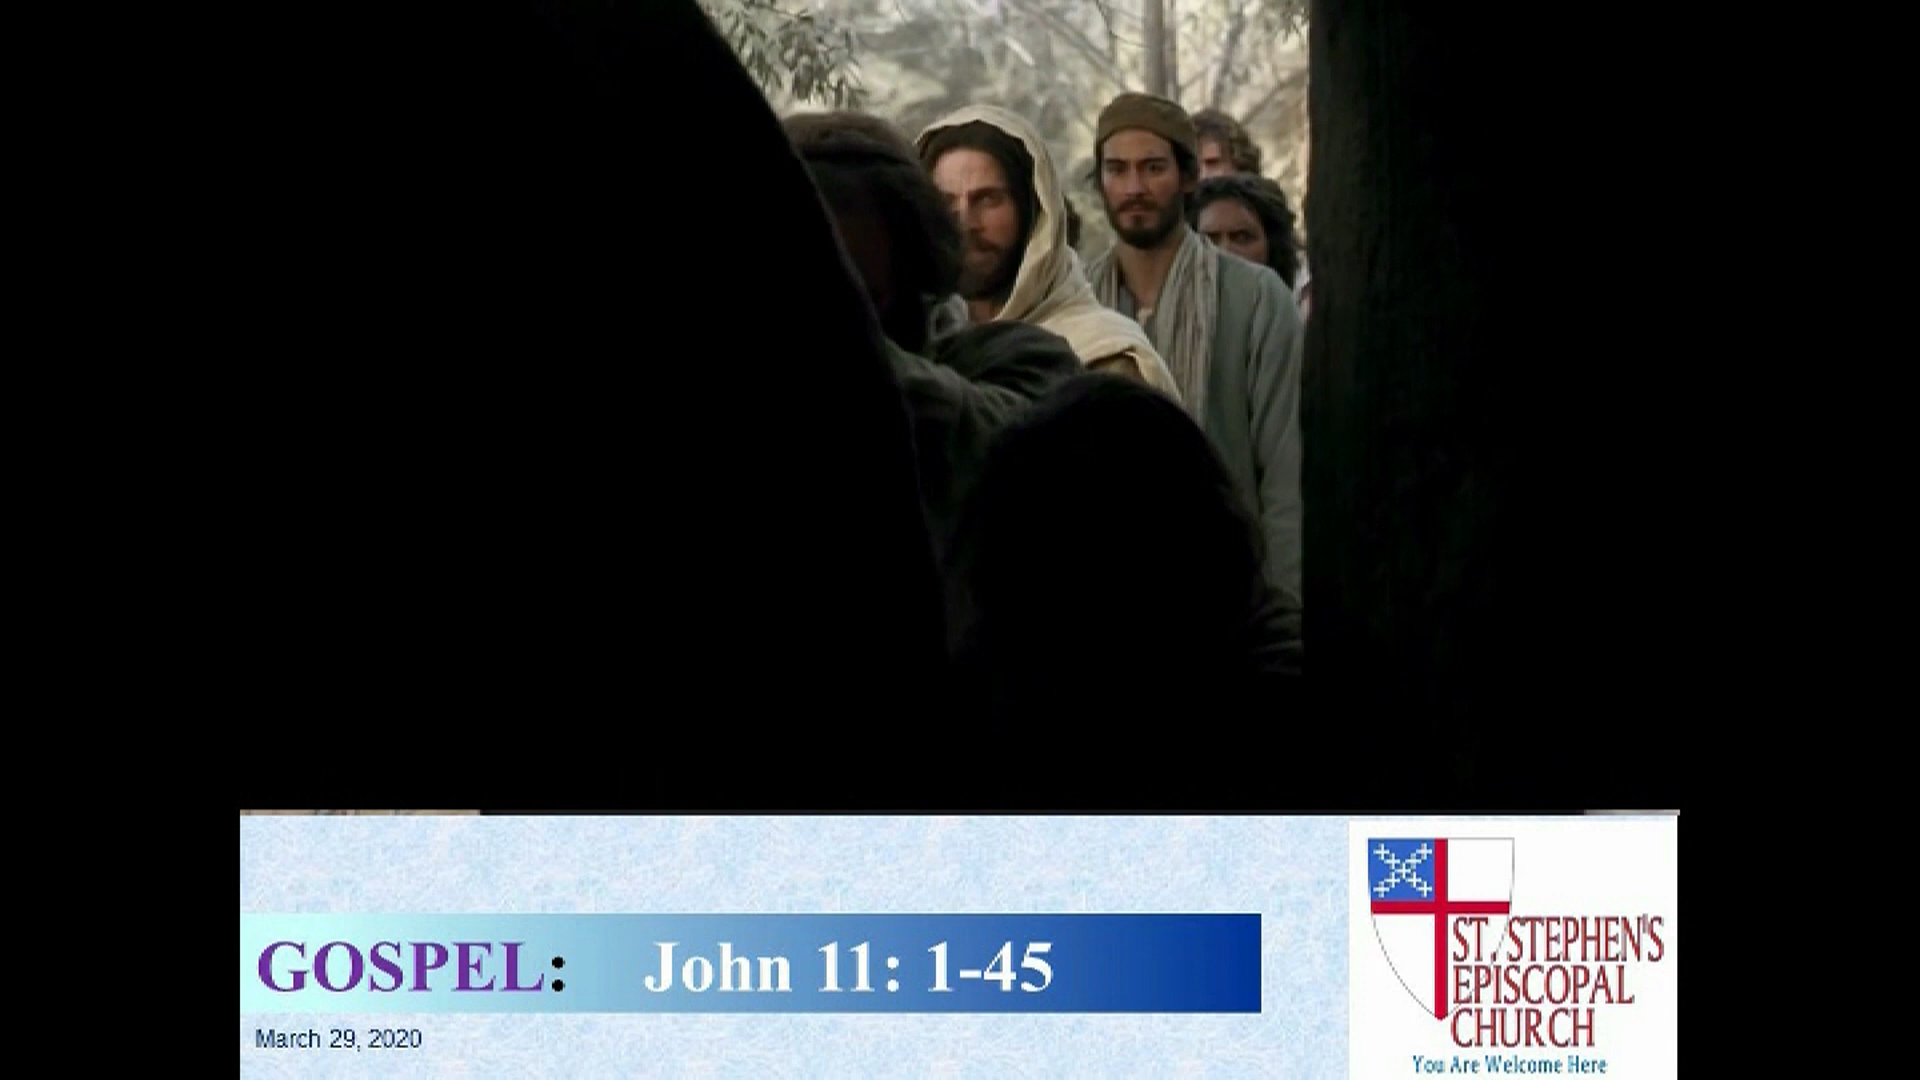 GOSPEL: John 11: 1-45
March 29, 2020
ST. STEPHEN'S
EPISCOPAL
CHURCH
You Are Welcome Here